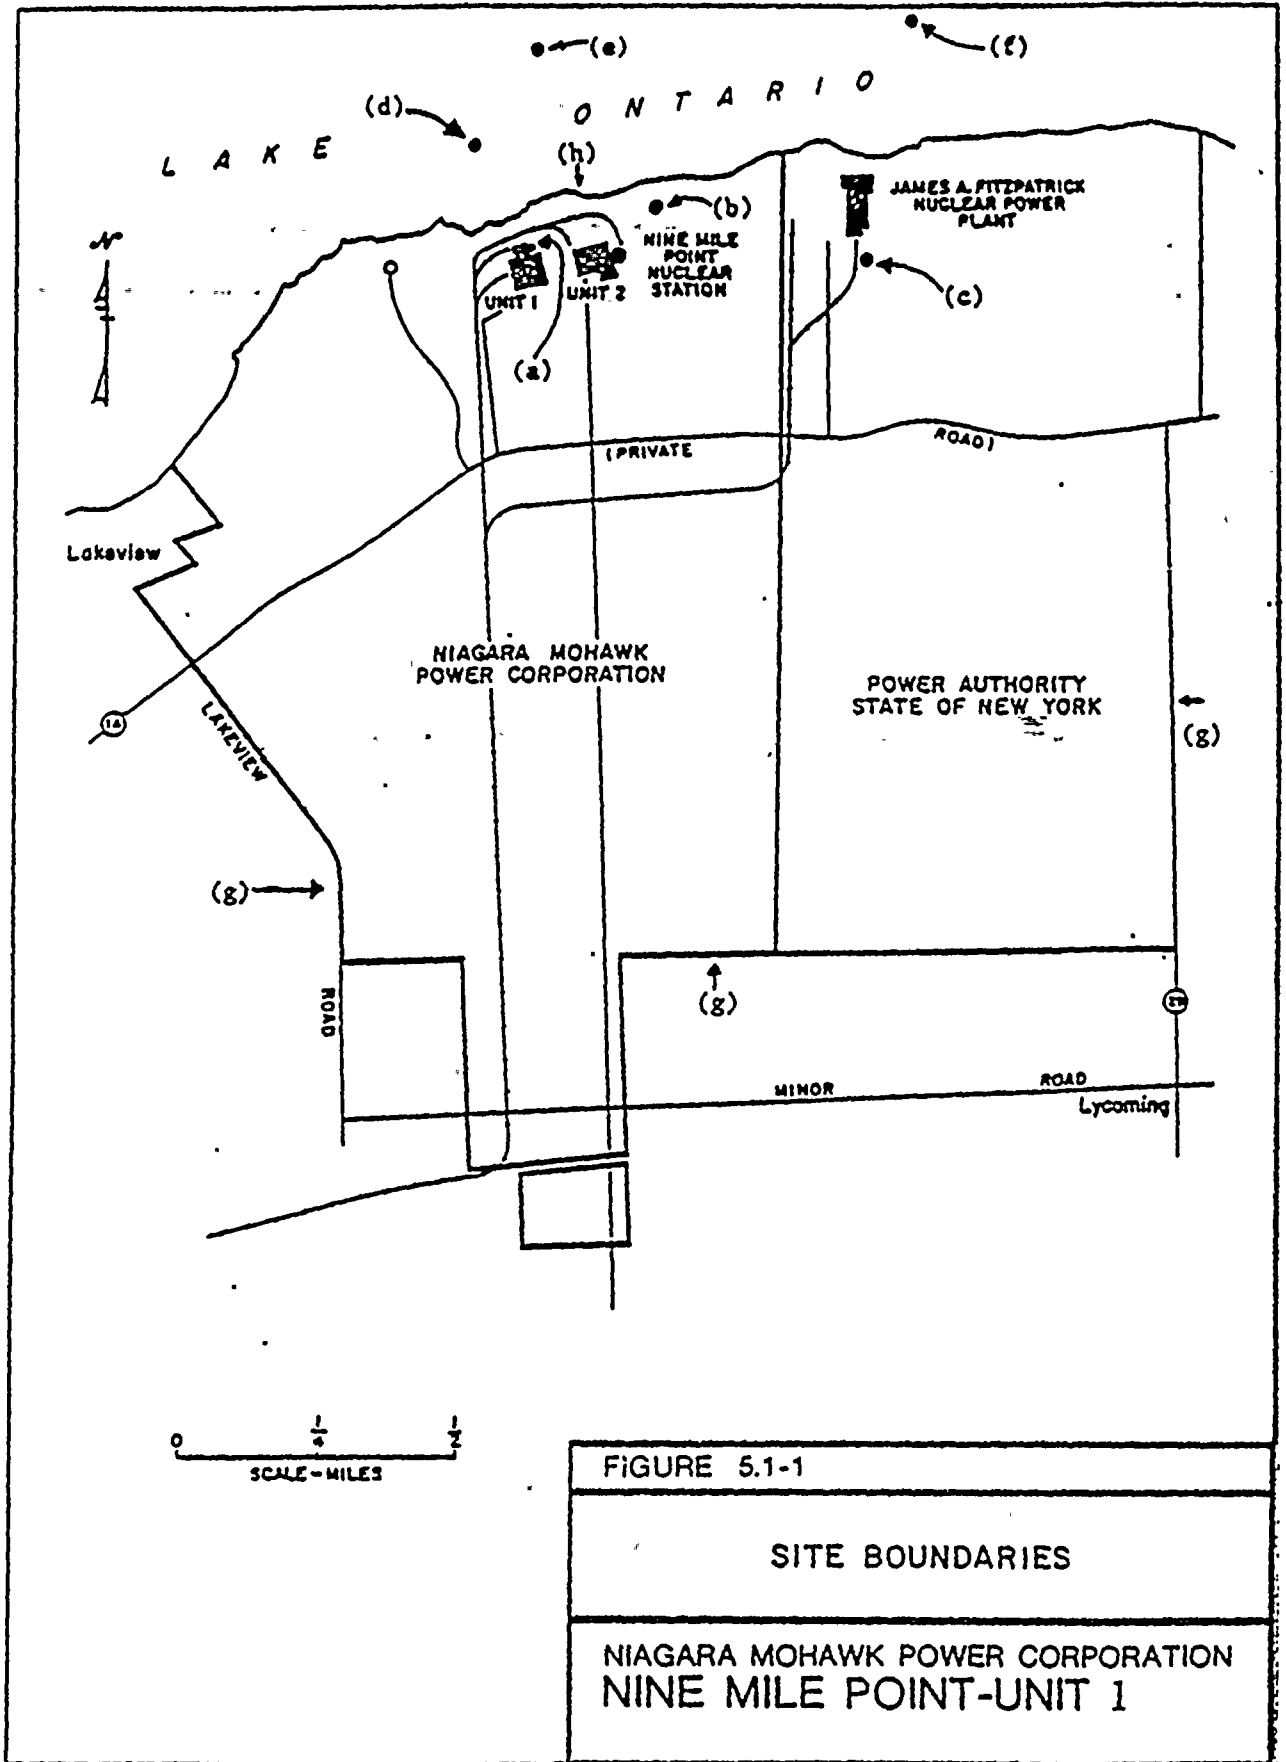 (e)
(f)
(d)
LAKE ONTARIO
(h)
(b)
JAMES A. FITZPATRICK
NUCLEAR POWER
PLANT
N
NINE MILE
POINT
NUCLEAR
STATION
UNIT 1
UNIT 2
(c)
(a)
(PRIVATE
ROAD)
Lakeview
NIAGARA MOHAWK
POWER CORPORATION
POWER AUTHORITY
STATE OF NEW YORK
1A
LAKEVIEW
(g)
(g)
ROAD
(g)
MINOR
ROAD
Lycoming
0
1/4
1/2
SCALE-MILES
FIGURE 5.1-1
SITE BOUNDARIES
NIAGARA MOHAWK POWER CORPORATION
NINE MILE POINT-UNIT 1